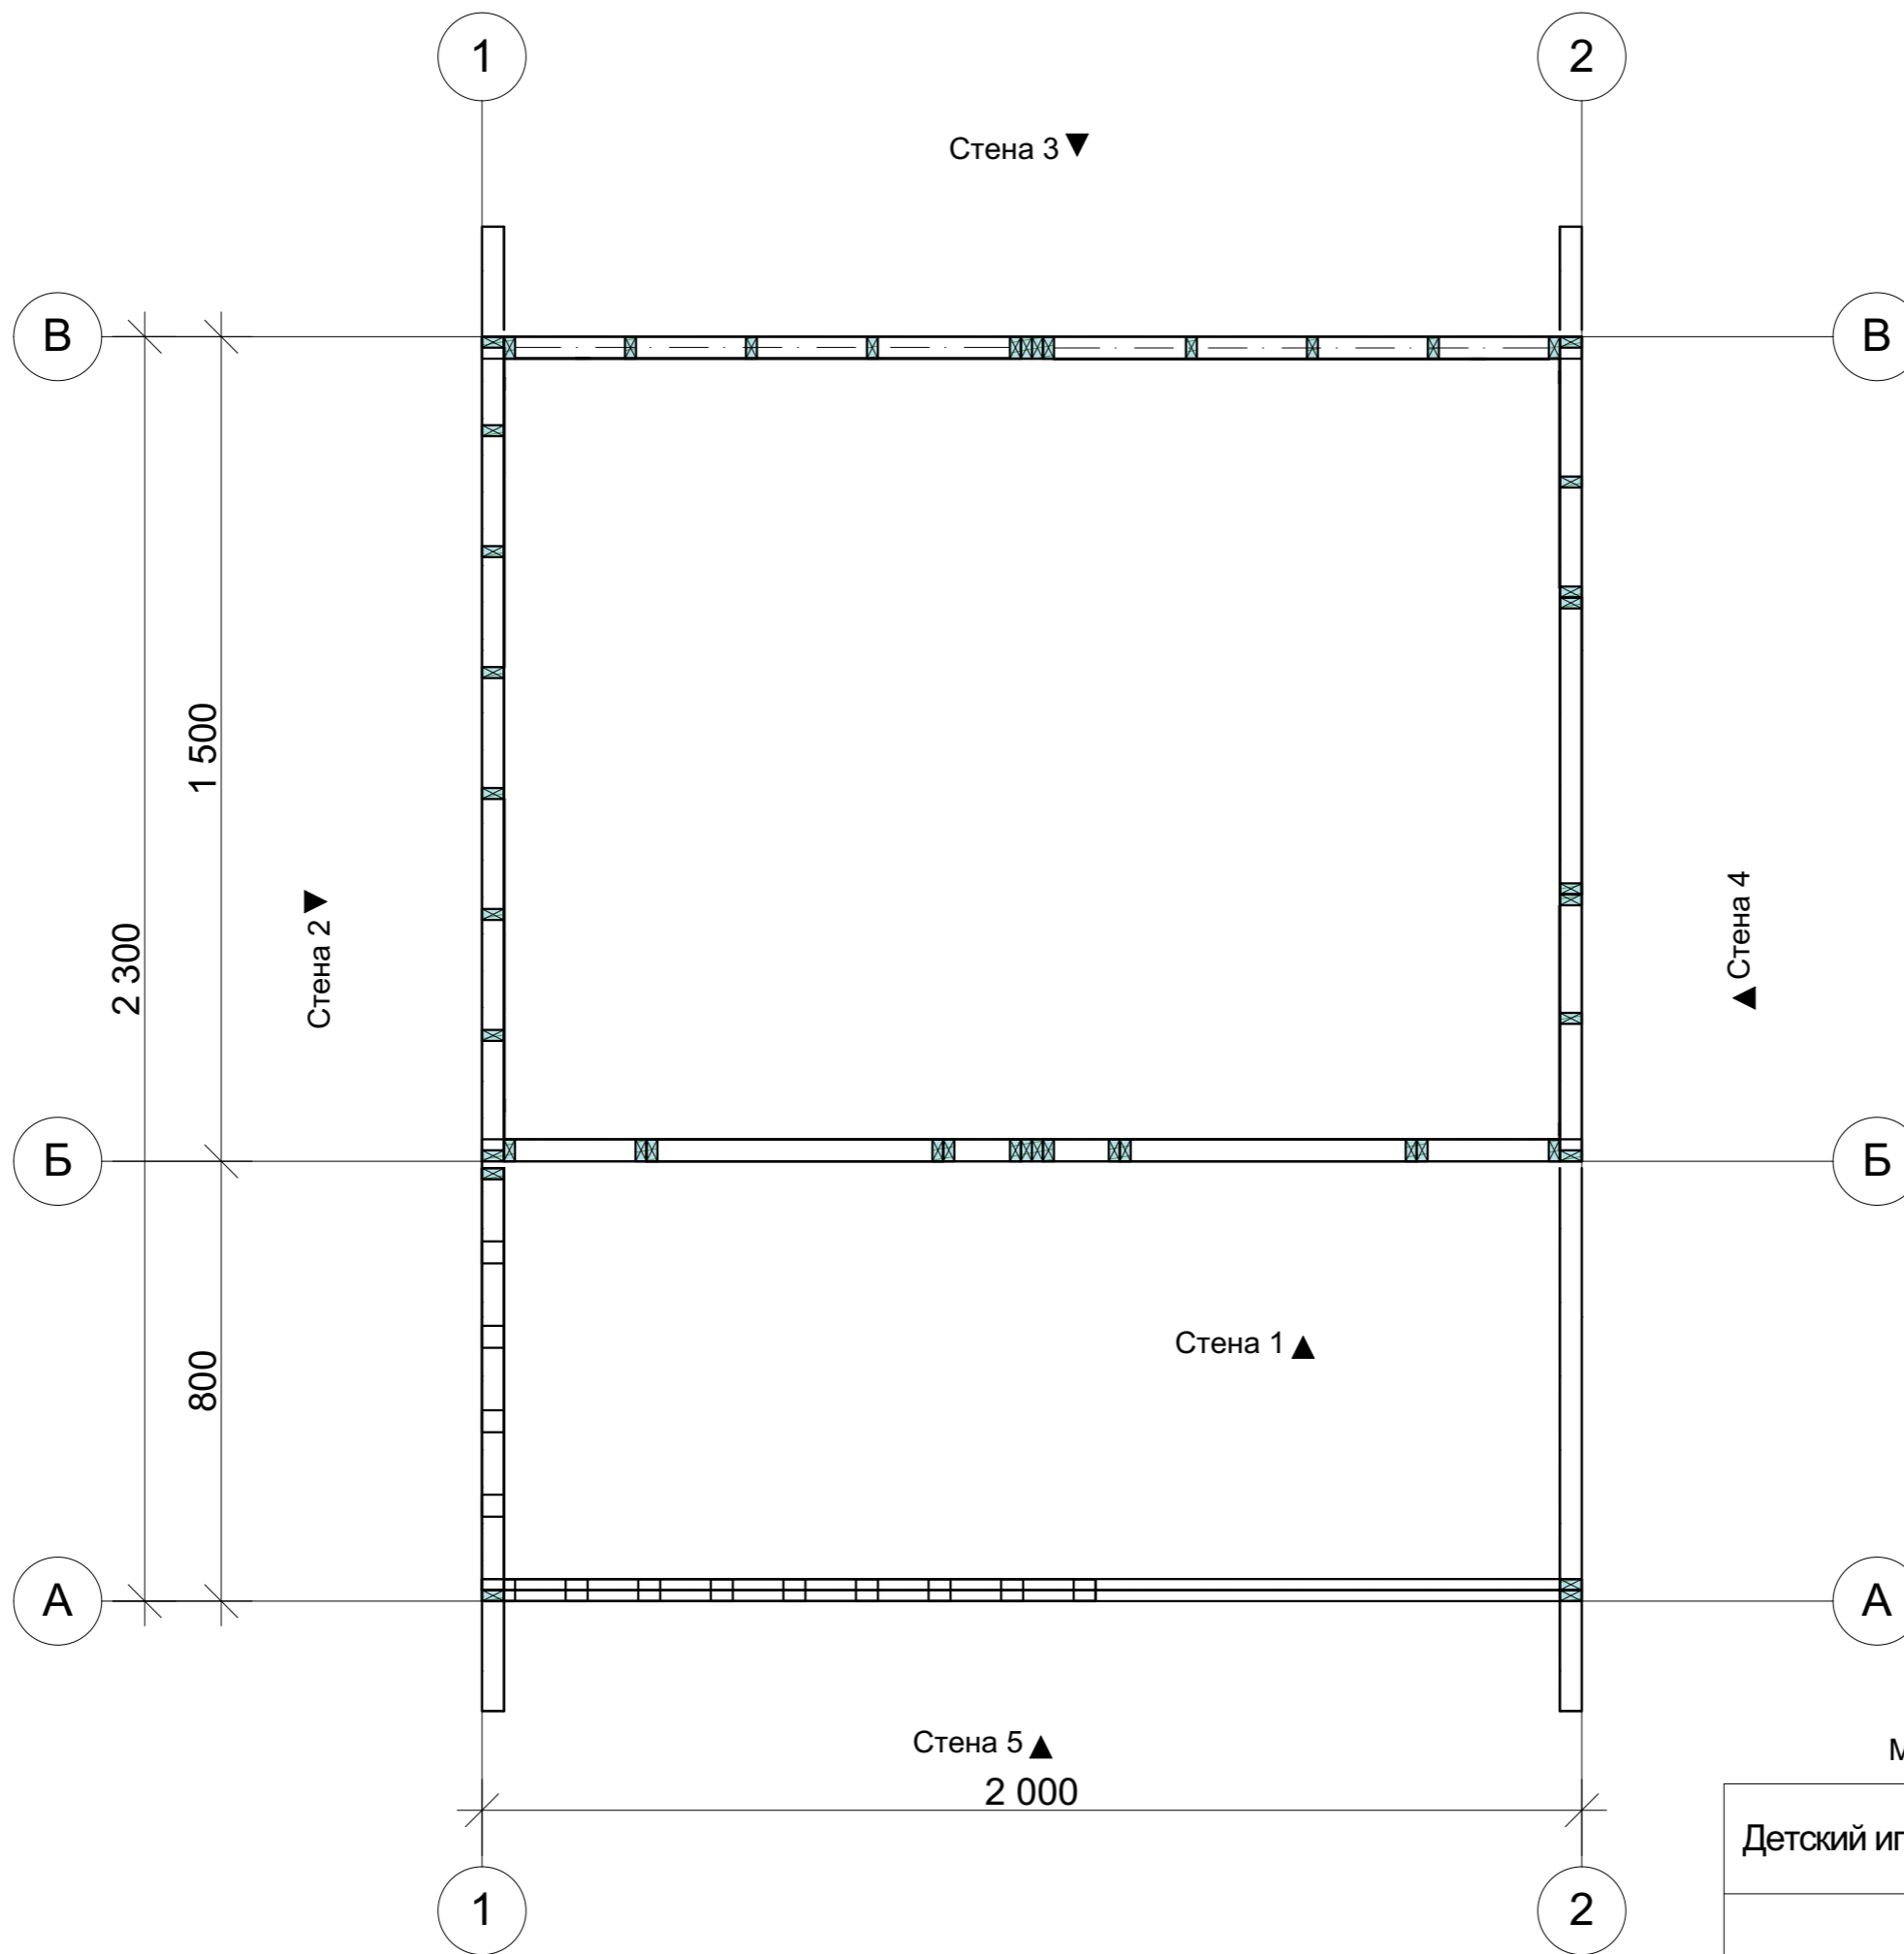 1
2
Стена 3
В
В
1 500
2 300
Стена 2
Стена 4
Б
Б
Стена 1
800
А
А
Стена 5
2 000
Детский
1
2